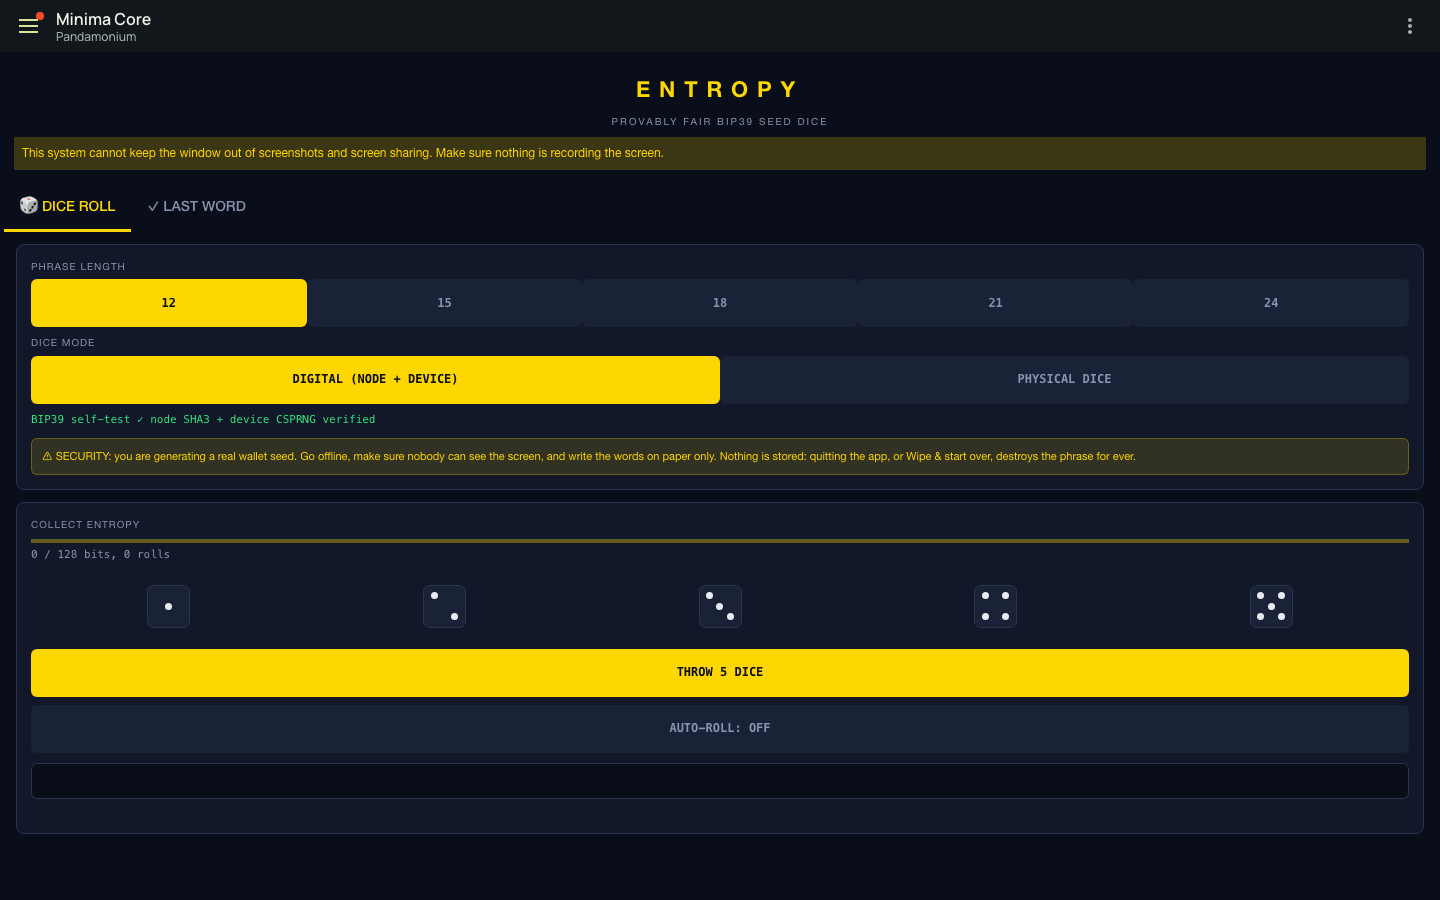 Minima Core
Pandamonium
ENTROPY
PROVABLY FAIR BIP39 SEED DICE
This system cannot keep the window out of screenshots and screen sharing. Make sure nothing is recording the screen.
🎲 DICE ROLL
✓ LAST WORD
PHRASE LENGTH
12
15
18
21
24
DICE MODE
DIGITAL (NODE + DEVICE)
PHYSICAL DICE
BIP39 self-test ✓ node SHA3 + device CSPRNG verified
⚠ SECURITY: you are generating a real wallet seed. Go offline, make sure nobody can see the screen, and write the words on paper only. Nothing is stored: quitting the app, or Wipe & start over, destroys the phrase for ever.
COLLECT ENTROPY
0 / 128 bits, 0 rolls
THROW 5 DICE
AUTO-ROLL: OFF